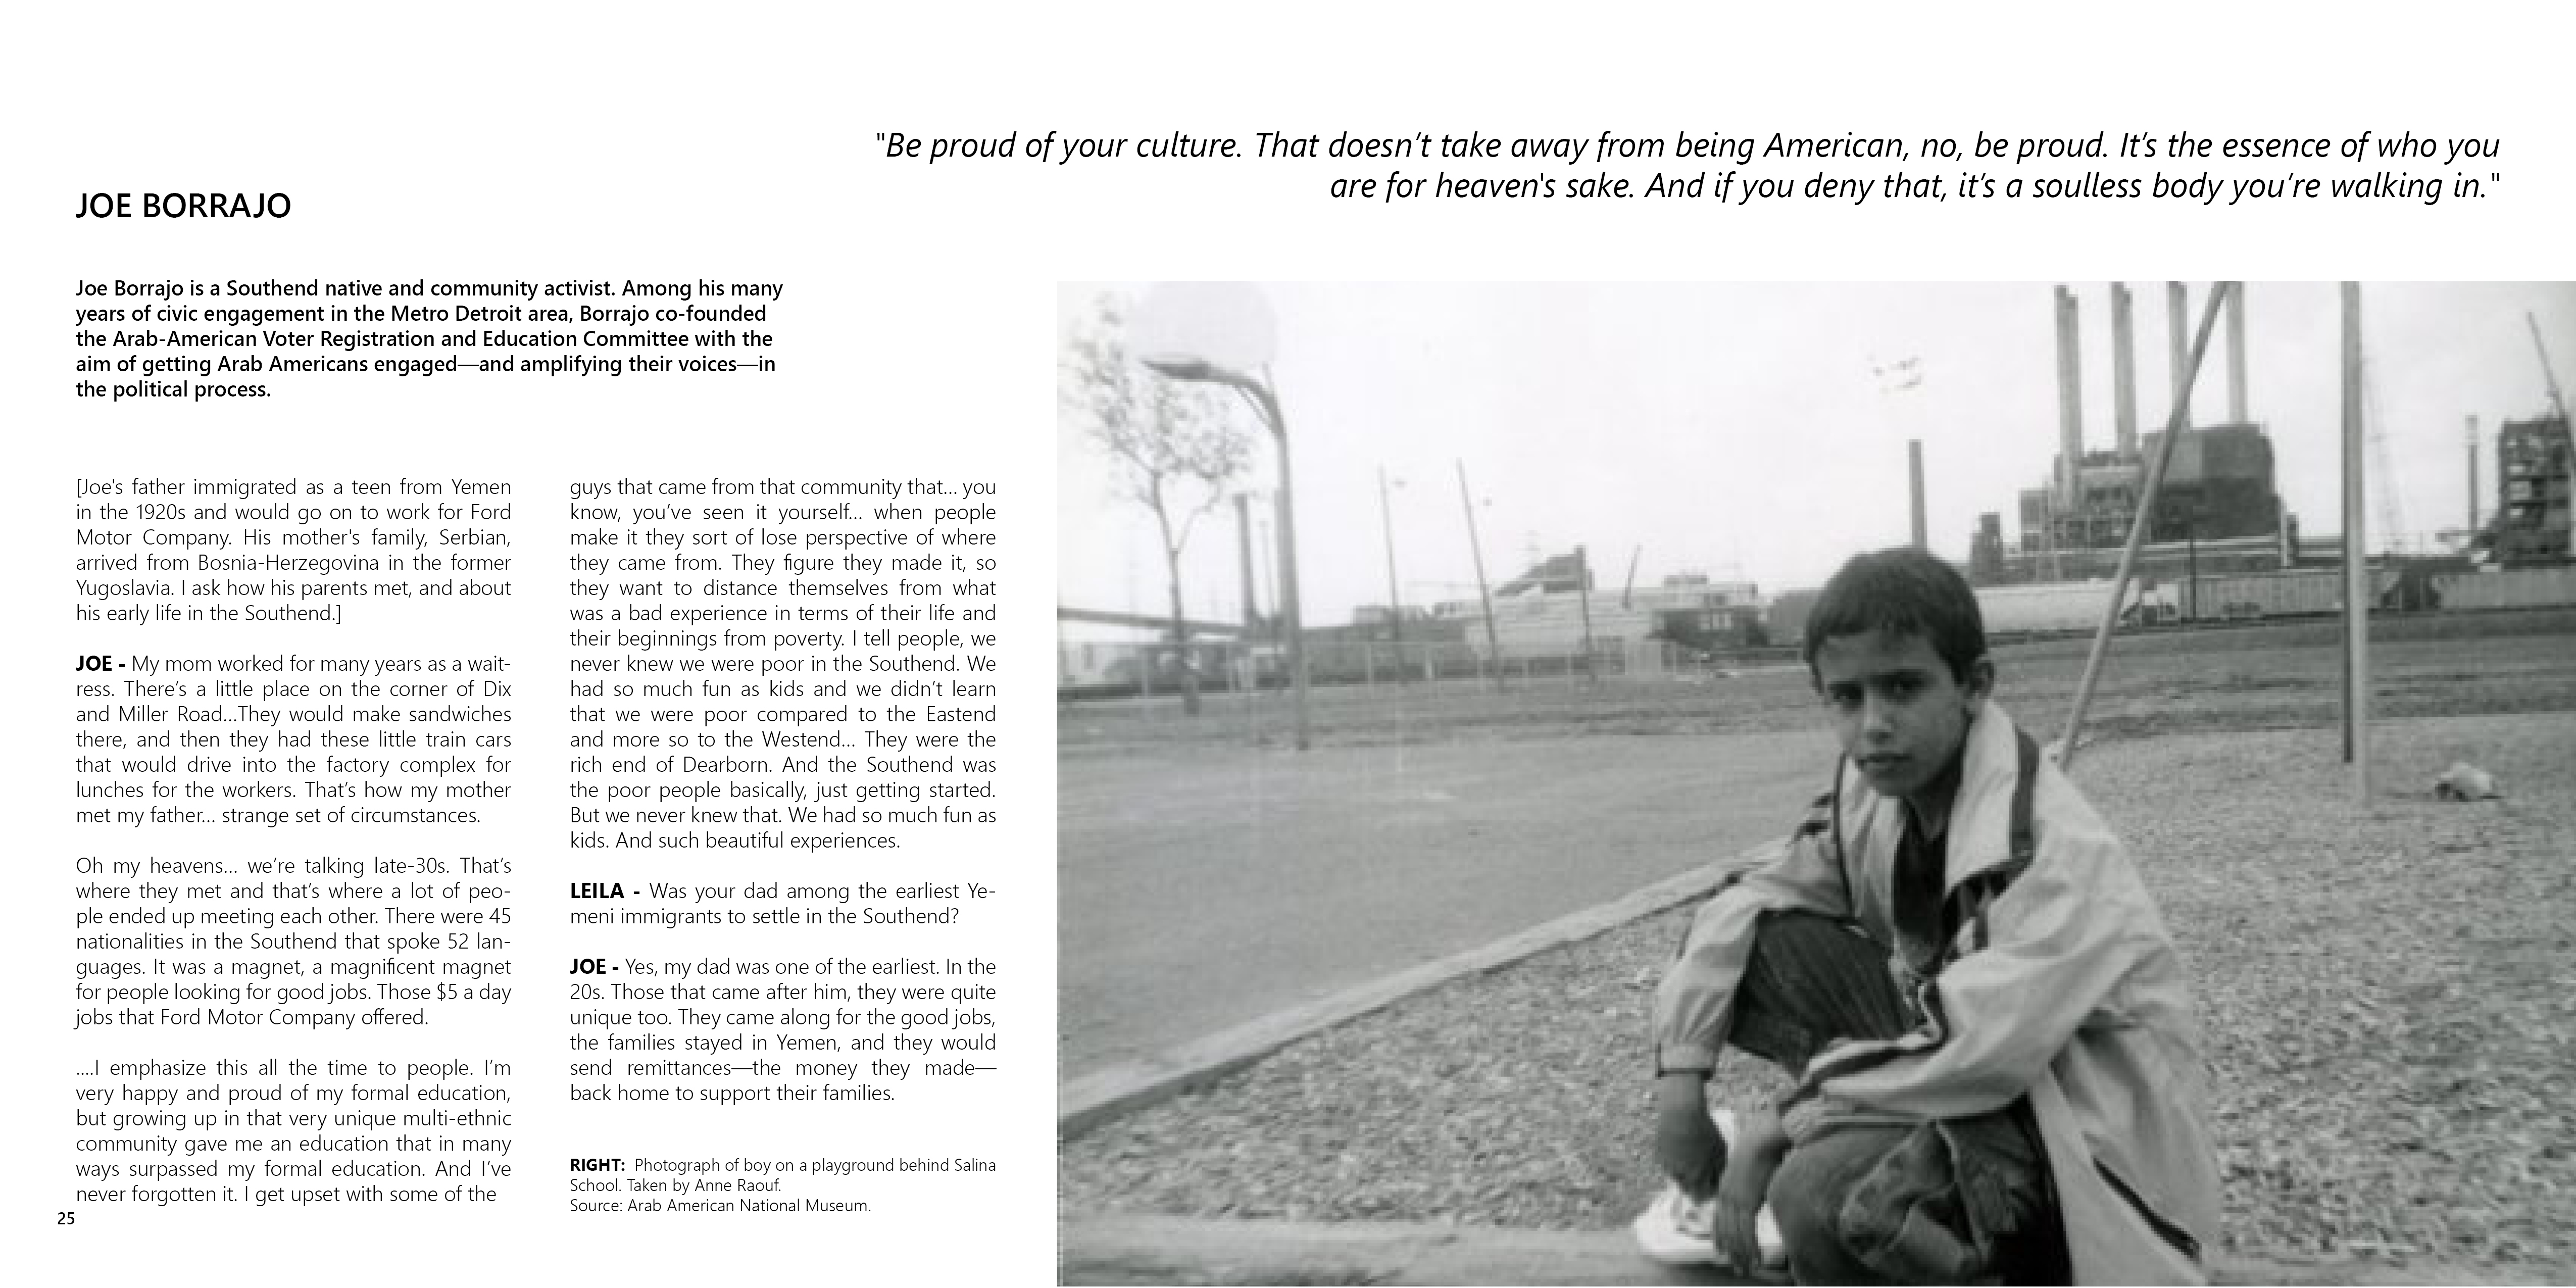 "Be proud of your culture. That doesn’t take away from being American, no, be proud. It’s the essence of who you
are for heaven's sake. And if you deny that, it’s a soulless body you’re walking in."
JOE BORRAJO
Joe Borrajo is a Southend native and community activist. Among his many
years of civic engagement in the Metro Detroit area, Borrajo co-founded
the Arab-American Voter Registration and Education Committee with the
aim of getting Arab Americans engaged—and amplifying their voices—in
the political process.
[Joe's father immigrated as a teen from Yemen
in the 1920s and would go on to work for Ford
Motor Company. His mother's family, Serbian,
arrived from Bosnia-Herzegovina in the former
Yugoslavia. I ask how his parents met, and about
his early life in the Southend.]
JOE - My mom worked for many years as a wait-
ress. There’s a little place on the corner of Dix
and Miller Road...They would make sandwiches
there, and then they had these little train cars
that would drive into the factory complex for
lunches for the workers. That’s how my mother
met my father... strange set of circumstances.
Oh my heavens... we’re talking late-30s. That’s
where they met and that’s where a lot of peo-
ple ended up meeting each other. There were 45
nationalities in the Southend that spoke 52 lan-
guages. It was a magnet, a magnificent magnet
for people looking for good jobs. Those $5 a day
jobs that Ford Motor Company offered.
....I emphasize this all the time to people. I’m
very happy and proud of my formal education,
but growing up in that very unique multi-ethnic
community gave me an education that in many
ways surpassed my formal education. And I’ve
never forgotten it. I get upset with some of the
guys that came from that community that... you
know, you’ve seen it yourself... when people
make it they sort of lose perspective of where
they came from. They figure they made it, so
they want to distance themselves from what
was a bad experience in terms of their life and
their beginnings from poverty. I tell people, we
never knew we were poor in the Southend. We
had so much fun as kids and we didn’t learn
that we were poor compared to the Eastend
and more so to the Westend... They were the
rich end of Dearborn. And the Southend was
the poor people basically, just getting started.
But we never knew that. We had so much fun as
kids. And such beautiful experiences.
LEILA - Was your dad among the earliest Ye-
meni immigrants to settle in the Southend?
JOE - Yes, my dad was one of the earliest. In the
20s. Those that came after him, they were quite
unique too. They came along for the good jobs,
the families stayed in Yemen, and they would
send remittances—the money they made—
back home to support their families.
RIGHT: Photograph of boy on a playground behind Salina
School. Taken by Anne Raouf.
Source: Arab American National Museum.
25